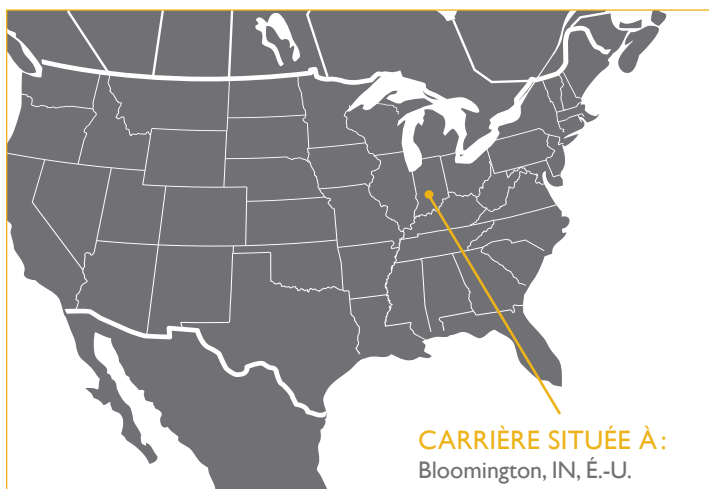 CARRIÈRE SITUÉE À :
Bloomington, IN, É.-U.